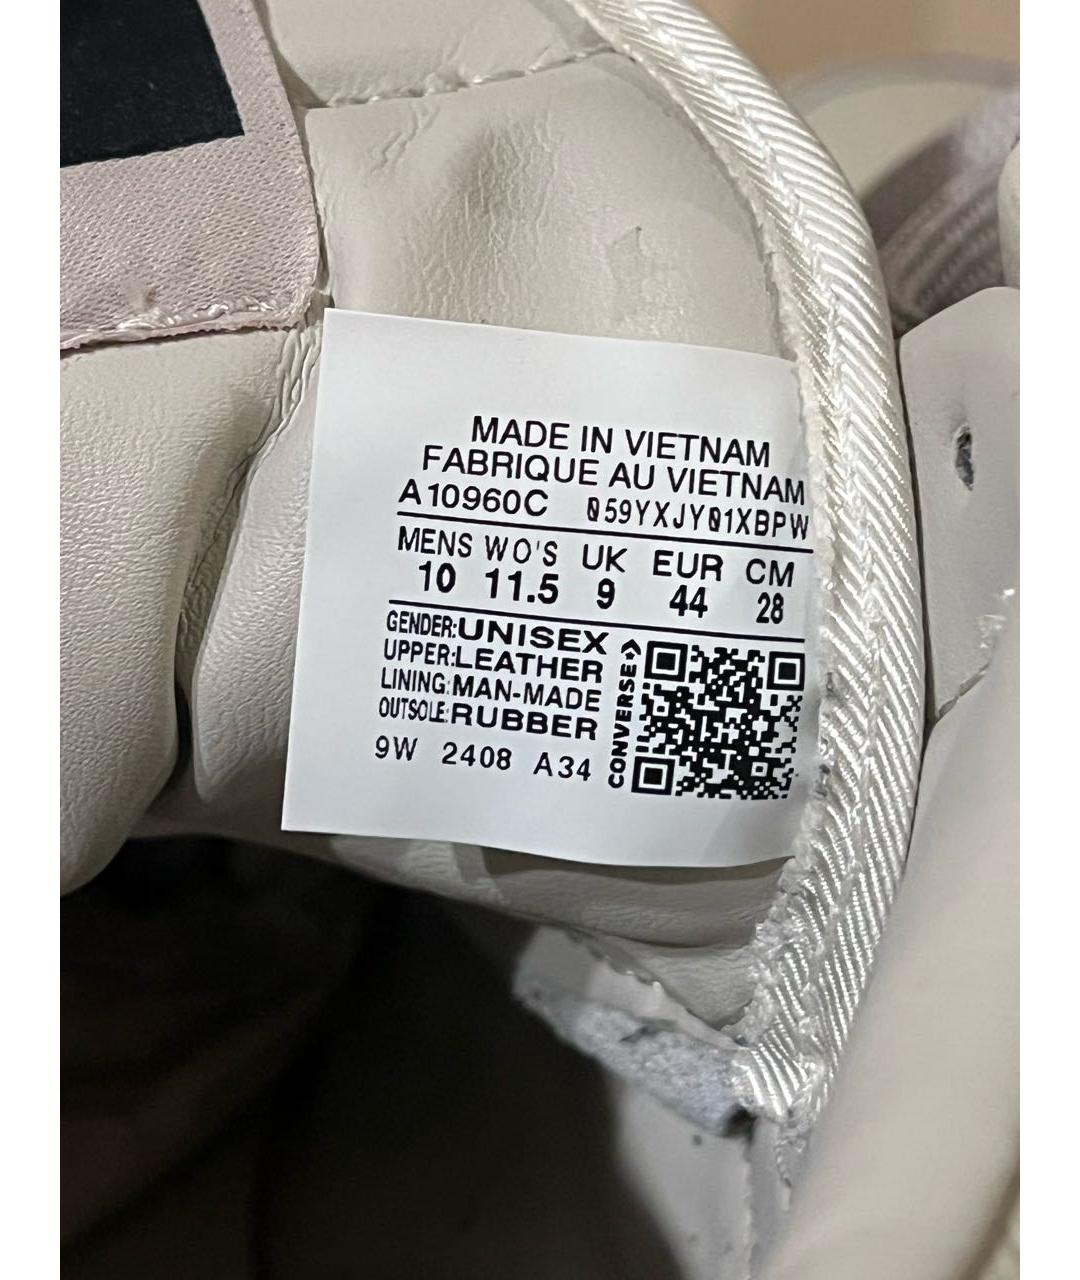 MADE IN VIETNAM
FABRIQUE AU VIETNAM
A10960C 059YXJY01XBPW
MENS WO'S UK EUR CM
10 11.5 9 44 28
GENDER:UNISEX
UPPER:LEATHER
LINING:MAN-MADE
OUTSOLE:RUBBER
9W 2408 A34
CONVERSE